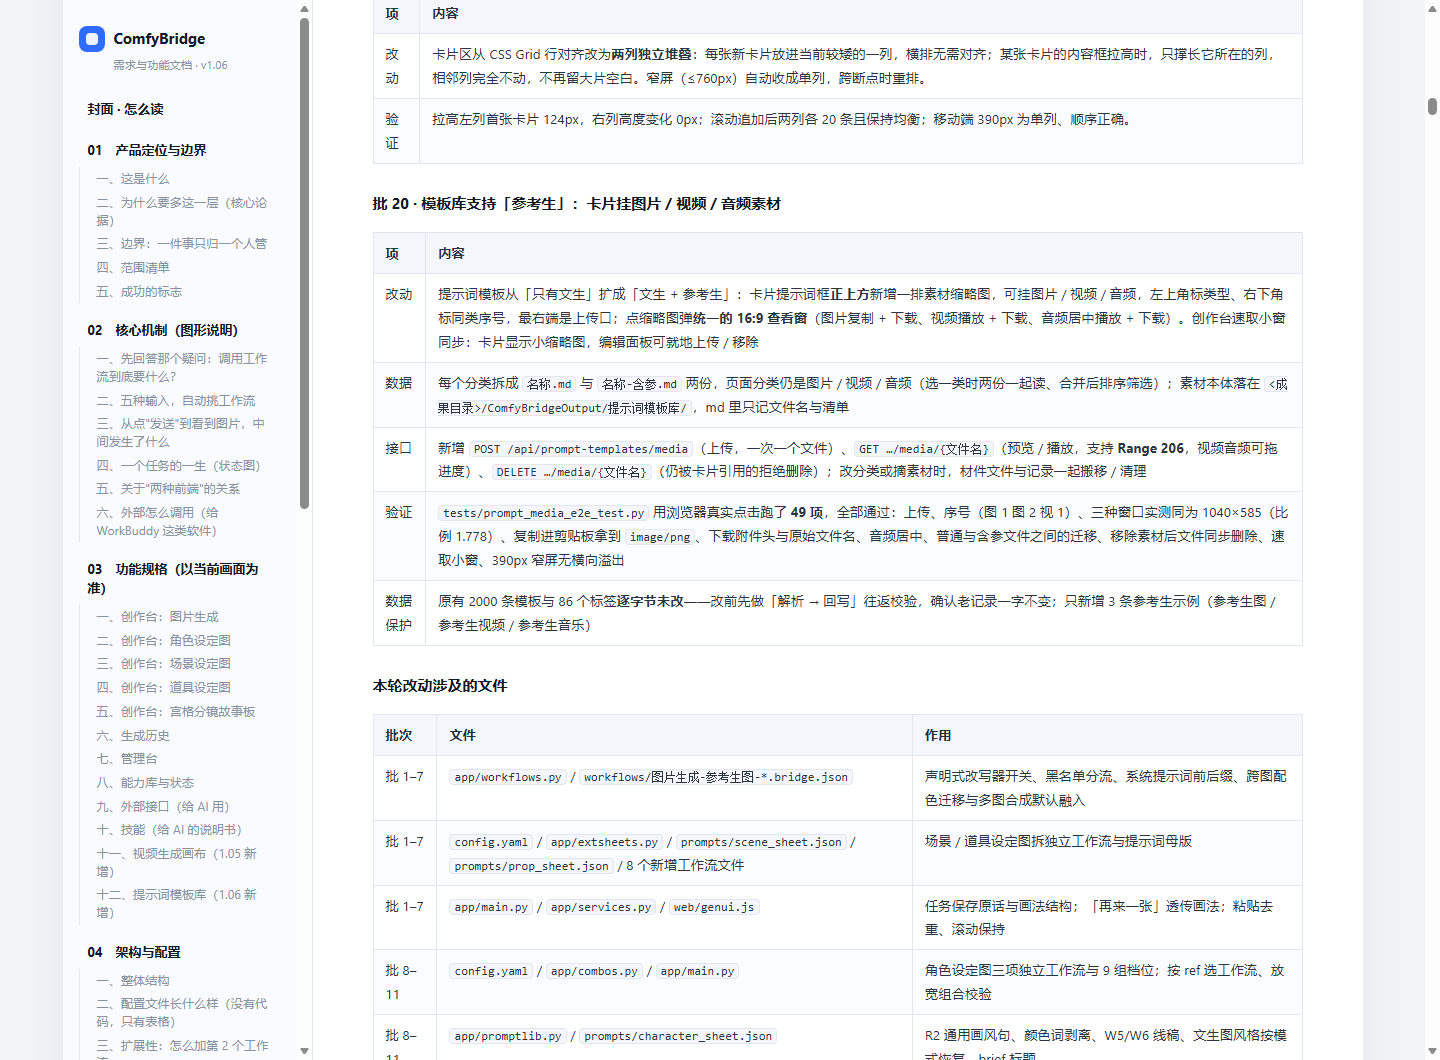 ComfyBridge
需求与功能文档 · v1.06
封面 · 怎么读
01 产品定位与边界
一、这是什么
二、为什么要多这一层（核心论
据）
三、边界：一件事只归一个人管
四、范围清单
五、成功的标志
02 核心机制（图形说明）
一、先回答那个疑问：调用工作
流到底要什么？
二、五种输入，自动挑工作流
三、从点"发送"到看到图片，中
间发生了什么
四、一个任务的一生（状态图）
五、关于"两种前端"的关系
六、外部怎么调用（给
WorkBuddy 这类软件）
03 功能规格（以当前画面为
准）
一、创作台：图片生成
二、创作台：角色设定图
三、创作台：场景设定图
四、创作台：道具设定图
五、创作台：宫格分镜故事板
六、生成历史
七、管理台
八、能力库与状态
九、外部接口（给 AI 用）
十、技能（给 AI 的说明书）
十一、视频生成画布（1.05 新
增）
十二、提示词模板库（1.06 新
增）
04 架构与配置
一、整体结构
二、配置文件长什么样（没有代
码，只有表格）
三、扩展性：怎么加第 2 个工作
项 内容
改动 卡片区从 CSS Grid 行对齐改为两列独立堆叠：每张新卡片放进当前较矮的一列，横排无需对齐；某张卡片的内容框拉高时，只撑长它所在的列，
相邻列完全不动，不再留大片空白。窄屏（≤760px）自动收成单列，跨断点时重排。
验证 拉高左列首张卡片 124px，右列高度变化 0px；滚动追加后两列各 20 条且保持均衡；移动端 390px 为单列、顺序正确。
批 20 · 模板库支持「参考生」：卡片挂图片 / 视频 / 音频素材
项 内容
改动 提示词模板从「只有文生」扩成「文生 + 参考生」：卡片提示词框正上方新增一排素材缩略图，可挂图片 / 视频 / 音频，左上角标类型、右下角
标同类序号，最右端是上传口；点缩略图弹统一的 16:9 查看窗（图片复制 + 下载、视频播放 + 下载、音频居中播放 + 下载）。创作台速取小窗
同步：卡片显示小缩略图，编辑面板可就地上传 / 移除
数据 每个分类拆成 名称.md 与 名称-含参.md 两份，页面分类仍是图片 / 视频 / 音频（选一类时两份一起读、合并后排序筛选）；素材本体落在 <成
果目录>/ComfyBridgeOutput/提示词模板库/ ，md 里只记文件名与清单
接口 新增 POST /api/prompt-templates/media （上传，一次一个文件）、 GET …/media/{文件名} （预览 / 播放，支持 Range 206，视频音频可拖
进度）、 DELETE …/media/{文件名} （仍被卡片引用的拒绝删除）；改分类或摘素材时，材件文件与记录一起搬移 / 清理
验证 tests/prompt_media_e2e_test.py 用浏览器真实点击跑了 49 项，全部通过：上传、序号（图 1 图 2 视 1）、三种窗口实测同为 1040×585（比
例 1.778）、复制进剪贴板拿到 image/png 、下载附件头与原始文件名、音频居中、普通与含参文件之间的迁移、移除素材后文件同步删除、速
取小窗、390px 窄屏无横向溢出
数据保护 原有 2000 条模板与 86 个标签逐字节未改——改前先做「解析 → 回写」往返校验，确认老记录一字不变；只新增 3 条参考生示例（参考生图 /
参考生视频 / 参考生音乐）
本轮改动涉及的文件
批次 文件 作用
批 1–7 app/workflows.py / workflows/图片生成-参考生图-*.bridge.json 声明式改写器开关、黑名单分流、系统提示词前后缀、跨图配
色迁移与多图合成默认融入
批 1–7 config.yaml / app/extsheets.py / prompts/scene_sheet.json /
prompts/prop_sheet.json / 8 个新增工作流文件 场景 / 道具设定图拆独立工作流与提示词母版
批 1–7 app/main.py / app/services.py / web/genui.js 任务保存原话与画法结构；「再来一张」透传画法；粘贴去
重、滚动保持
批 8–11 config.yaml / app/combos.py / app/main.py 角色设定图三项独立工作流与 9 组档位；按 ref 选工作流、放
宽组合校验
批 8–11 app/promptlib.py / prompts/character_sheet.json R2 通用画风句、颜色词剥离、W5/W6 线稿、文生图风格按模
式恢复、brief 标题